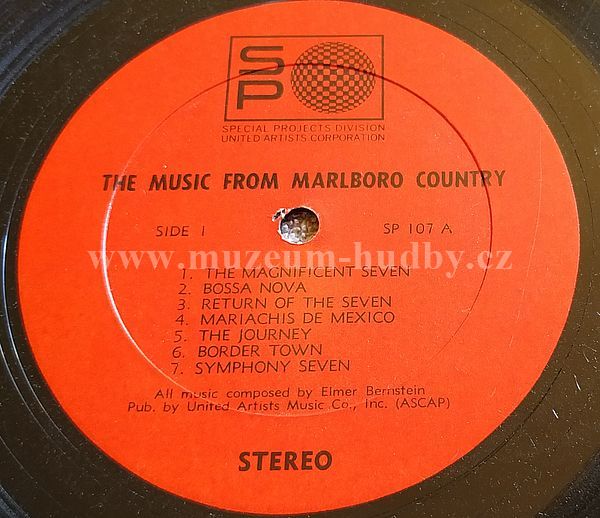 SP
SPECIAL PROJECTS DIVISION
UNITED ARTISTS CORPORATION
THE MUSIC FROM MARLBORO COUNTRY
SIDE 1 SP 107 A
www.muzeum-hudby.cz
1. THE MAGNIFICENT SEVEN
2. BOSSA NOVA
3. RETURN OF THE SEVEN
4. MARIACHIS DE MEXICO
5. THE JOURNEY
6. BORDER TOWN
7. SYMPHONY SEVEN
All music composed by Elmer Bernstein
Pub. by United Artists Music Co., Inc. (ASCAP)
STEREO